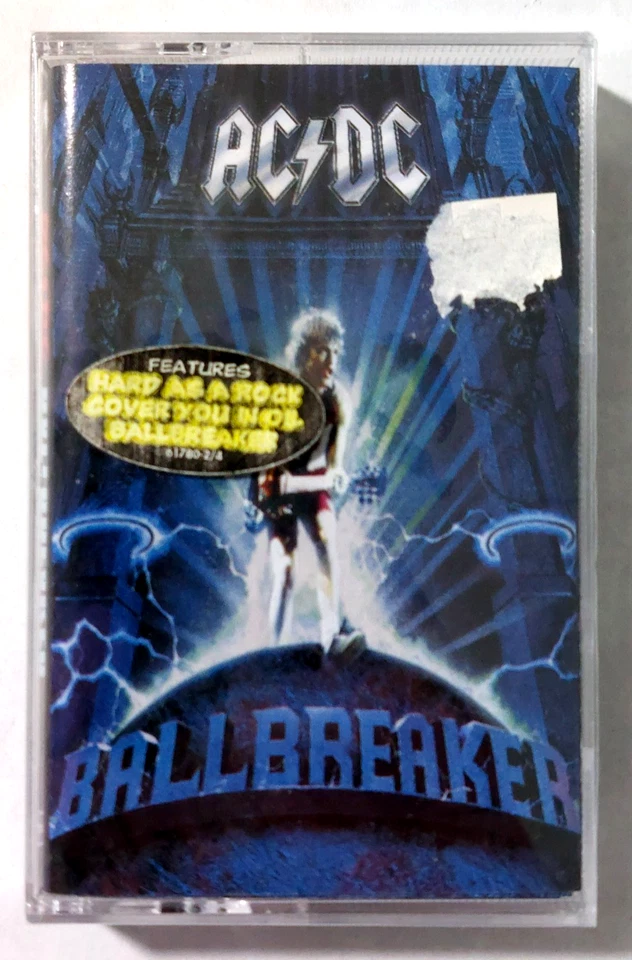 AC⚡DC
FEATURES
HARD AS A ROCK
COVER YOU IN OIL
BALLBREAKER
61780-2/4
BALLBREAKER